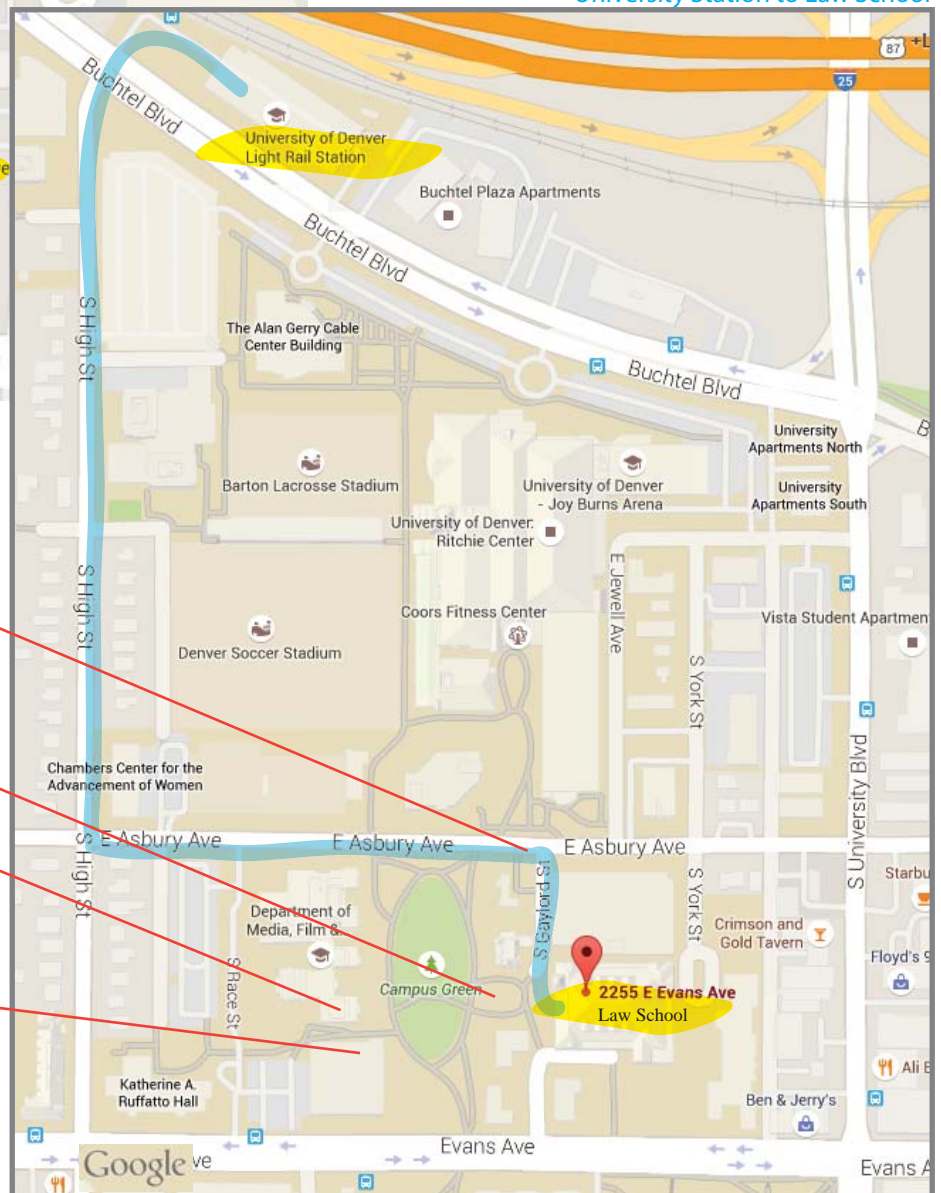 University Station to Law School
87
25
Buchtel Blvd
University of Denver
Light Rail Station
Buchtel Plaza Apartments
Buchtel Blvd
S High St
The Alan Gerry Cable
Center Building
Buchtel Blvd
University
Apartments North
Barton Lacrosse Stadium
University of Denver
- Joy Burns Arena
University
Apartments South
University of Denver:
Ritchie Center
S High St
E Jewell Ave
Coors Fitness Center
Vista Student Apartmen
Denver Soccer Stadium
S York St
Chambers Center for the
Advancement of Women
S University Blvd
E Asbury Ave
E Asbury Ave
E Asbury Ave
S High St
S Gaylord St
S York St
Starbu
Department of
Media, Film &
Crimson and
Gold Tavern
Floyd's 9
S Race St
Campus Green
2255 E Evans Ave
Law School
Katherine A.
Ruffatto Hall
Ali B
Ben & Jerry's
Evans Ave
Google
ve
Evans A